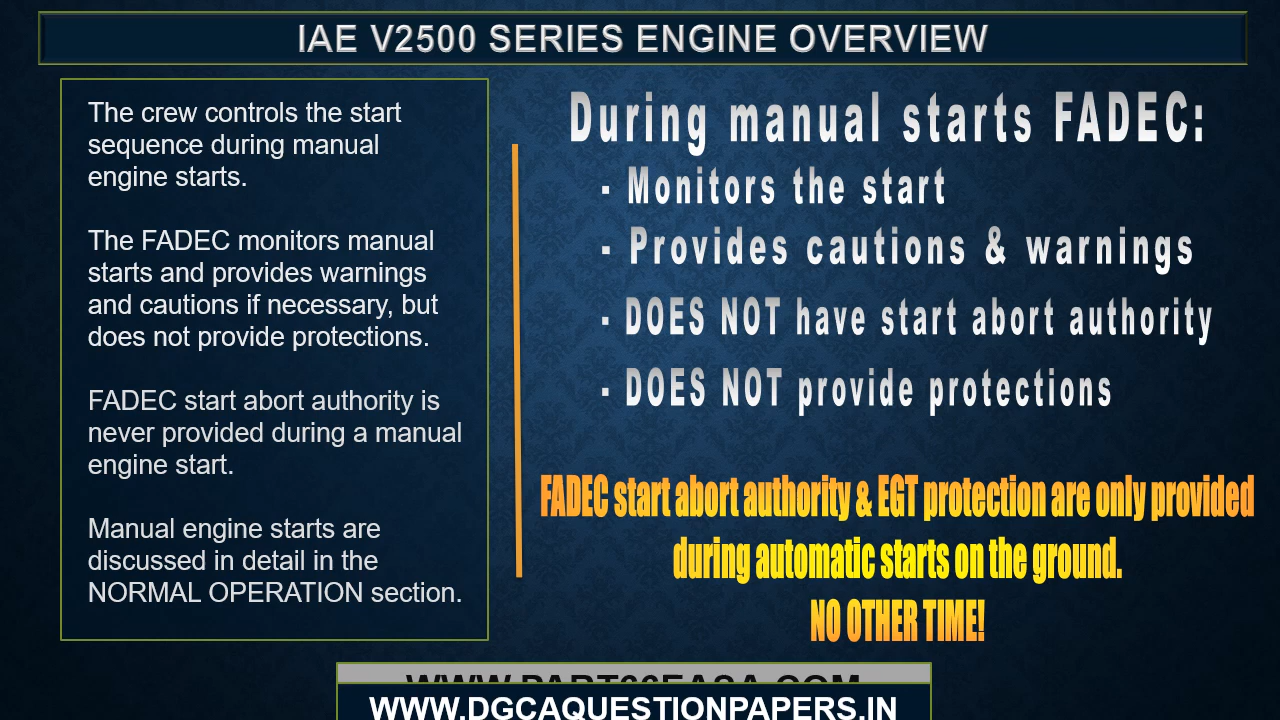 IAE V2500 SERIES ENGINE OVERVIEW
The crew controls the start
sequence during manual
engine starts.
The FADEC monitors manual
starts and provides warnings
and cautions if necessary, but
does not provide protections.
FADEC start abort authority is
never provided during a manual
engine start.
Manual engine starts are
discussed in detail in the
NORMAL OPERATION section.
During manual starts FADEC:
- Monitors the start
- Provides cautions & warnings
- DOES NOT have start abort authority
- DOES NOT provide protections
FADEC start abort authority & EGT protection are only provided
during automatic starts on the ground.
NO OTHER TIME!
WWW.PART66EASA.COM
WWW.DGCAQUESTIONPAPERS.IN